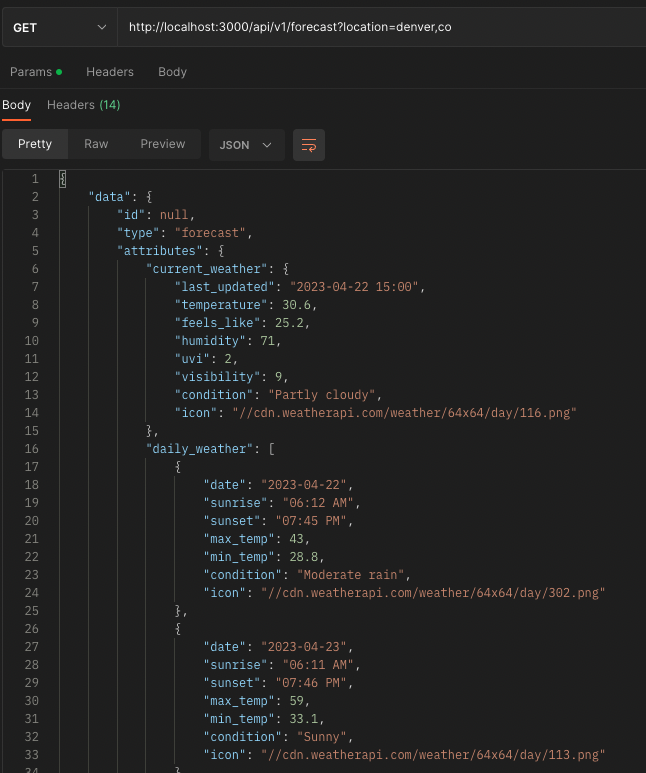 GET http://localhost:3000/api/v1/forecast?location=denver,co
Params Headers Body
Body Headers (14)
Pretty Raw Preview JSON
1 {
2 "data": {
3 "id": null,
4 "type": "forecast",
5 "attributes": {
6 "current_weather": {
7 "last_updated": "2023-04-22 15:00",
8 "temperature": 30.6,
9 "feels_like": 25.2,
10 "humidity": 71,
11 "uvi": 2,
12 "visibility": 9,
13 "condition": "Partly cloudy",
14 "icon": "//cdn.weatherapi.com/weather/64x64/day/116.png"
15 },
16 "daily_weather": [
17 {
18 "date": "2023-04-22",
19 "sunrise": "06:12 AM",
20 "sunset": "07:45 PM",
21 "max_temp": 43,
22 "min_temp": 28.8,
23 "condition": "Moderate rain",
24 "icon": "//cdn.weatherapi.com/weather/64x64/day/302.png"
25 },
26 {
27 "date": "2023-04-23",
28 "sunrise": "06:11 AM",
29 "sunset": "07:46 PM",
30 "max_temp": 59,
31 "min_temp": 33.1,
32 "condition": "Sunny",
33 "icon": "//cdn.weatherapi.com/weather/64x64/day/113.png"
34 }